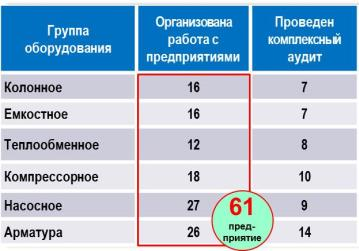 Группа оборудования
Организована работа с предприятиями
Проведен комплексный аудит
Колонное 16 7
Емкостное 16 7
Теплообменное 12 8
Компрессорное 18 10
Насосное 27 9
Арматура 26 14
61
пред-
приятие